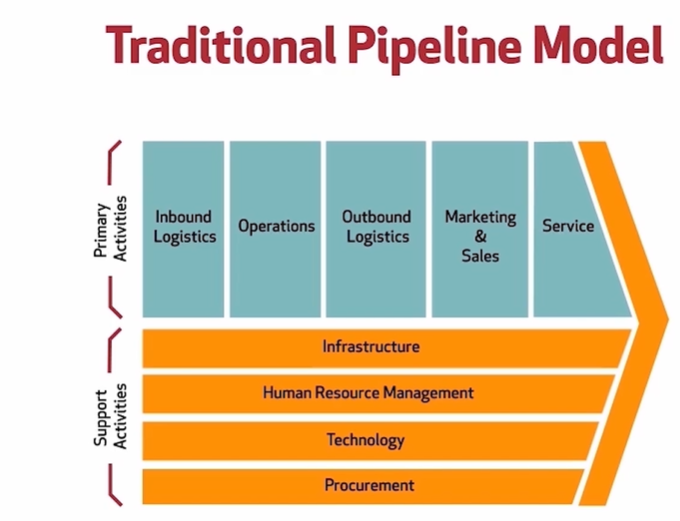 Traditional Pipeline Model
Primary
Activities
Inbound
Logistics
Operations
Outbound
Logistics
Marketing
&
Sales
Service
Support
Activities
Infrastructure
Human Resource Management
Technology
Procurement